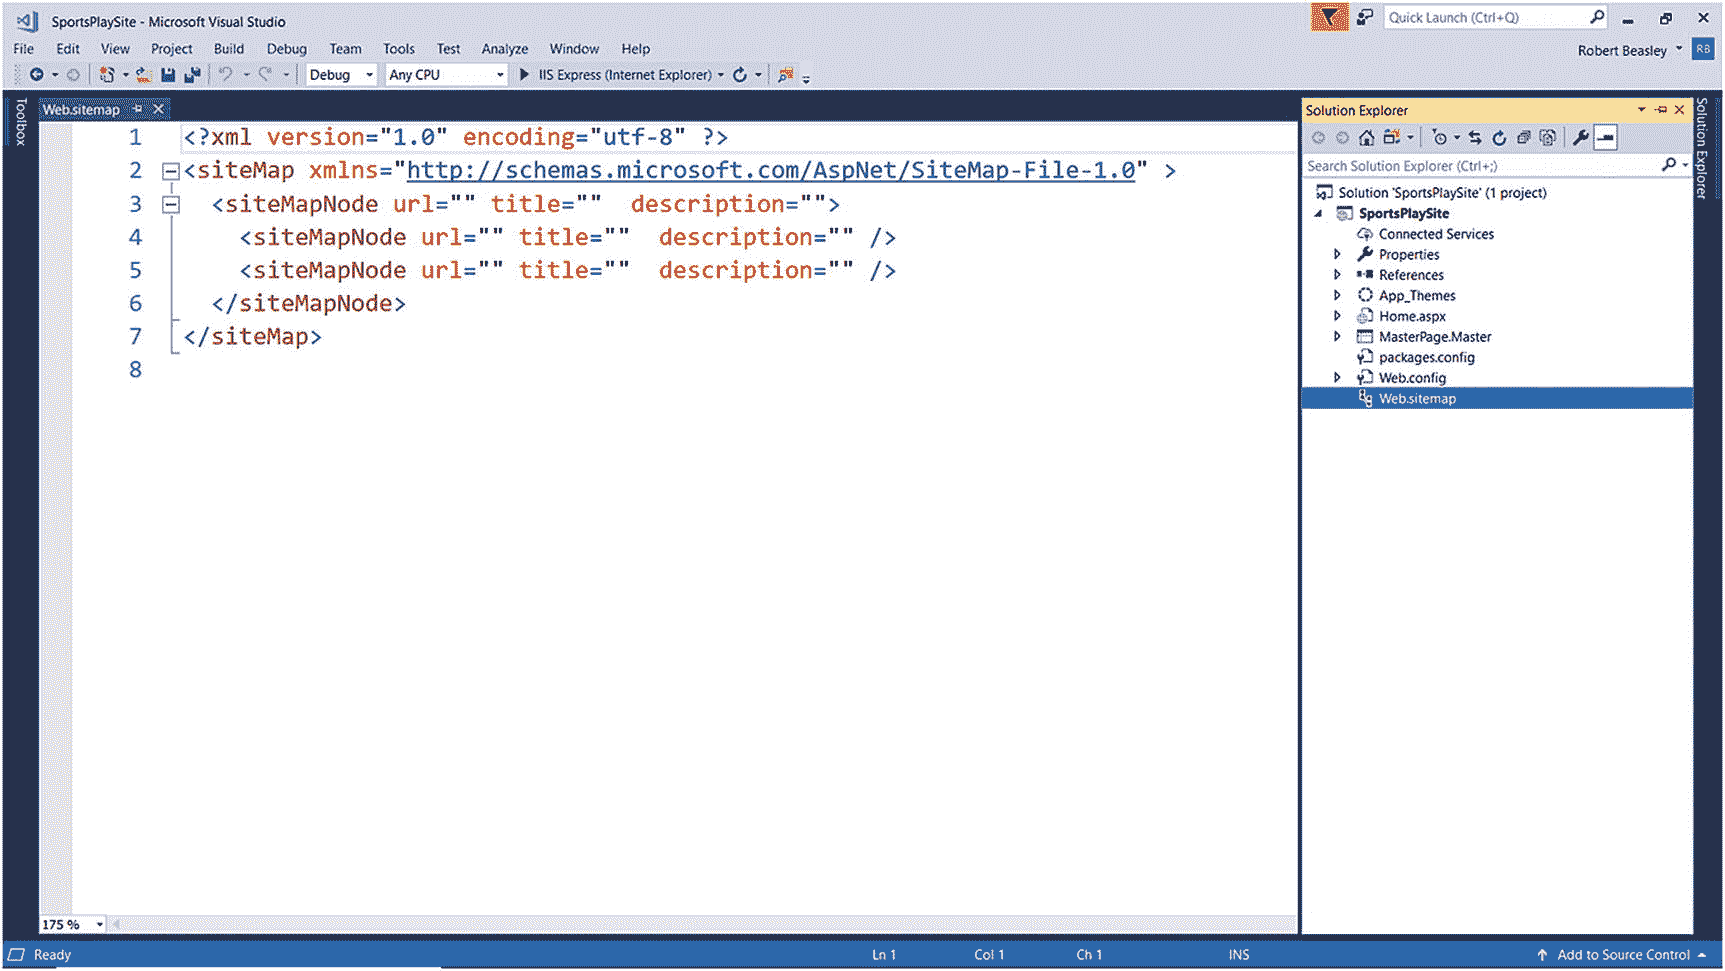 SportsPlaySite - Microsoft Visual Studio
Quick Launch (Ctrl+Q)
File Edit View Project Build Debug Team Tools Test Analyze Window Help
Robert Beasley RB
Debug Any CPU IIS Express (Internet Explorer)
Toolbox
Web.sitemap
1 <?xml version="1.0" encoding="utf-8" ?>
2 <siteMap xmlns="http://schemas.microsoft.com/AspNet/SiteMap-File-1.0" >
3 <siteMapNode url="" title=""  description="">
4 <siteMapNode url="" title=""  description="" />
5 <siteMapNode url="" title=""  description="" />
6 </siteMapNode>
7 </siteMap>
8
175 %
Solution Explorer
Search Solution Explorer (Ctrl+;)
Solution 'SportsPlaySite' (1 project)
SportsPlaySite
Connected Services
Properties
References
App_Themes
Home.aspx
MasterPage.Master
packages.config
Web.config
Web.sitemap
Solution Explorer
Ready Ln 1 Col 1 Ch 1 INS Add to Source Control